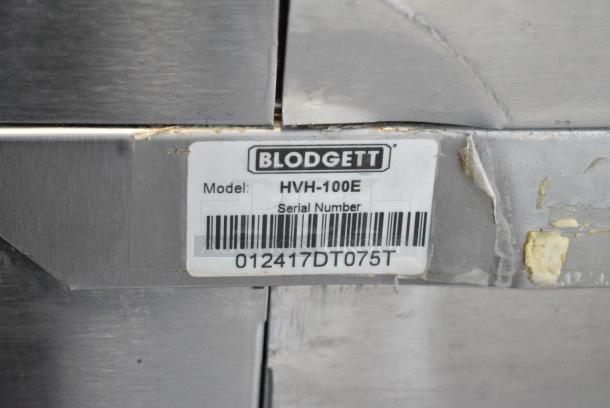 BLODGETT
Model: HVH-100E
Serial Number
012417DT075T